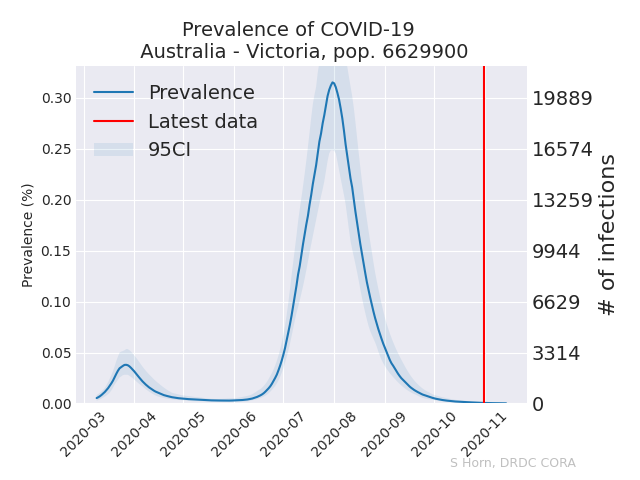 Prevalence of COVID-19
Australia - Victoria, pop. 6629900
Prevalence
Latest data
95CI
Prevalence (%)
0.30
0.25
0.20
0.15
0.10
0.05
0.00
19889
16574
13259
9944
6629
3314
0
# of infections
2020-03
2020-04
2020-05
2020-06
2020-07
2020-08
2020-09
2020-10
2020-11
S Horn, DRDC CORA